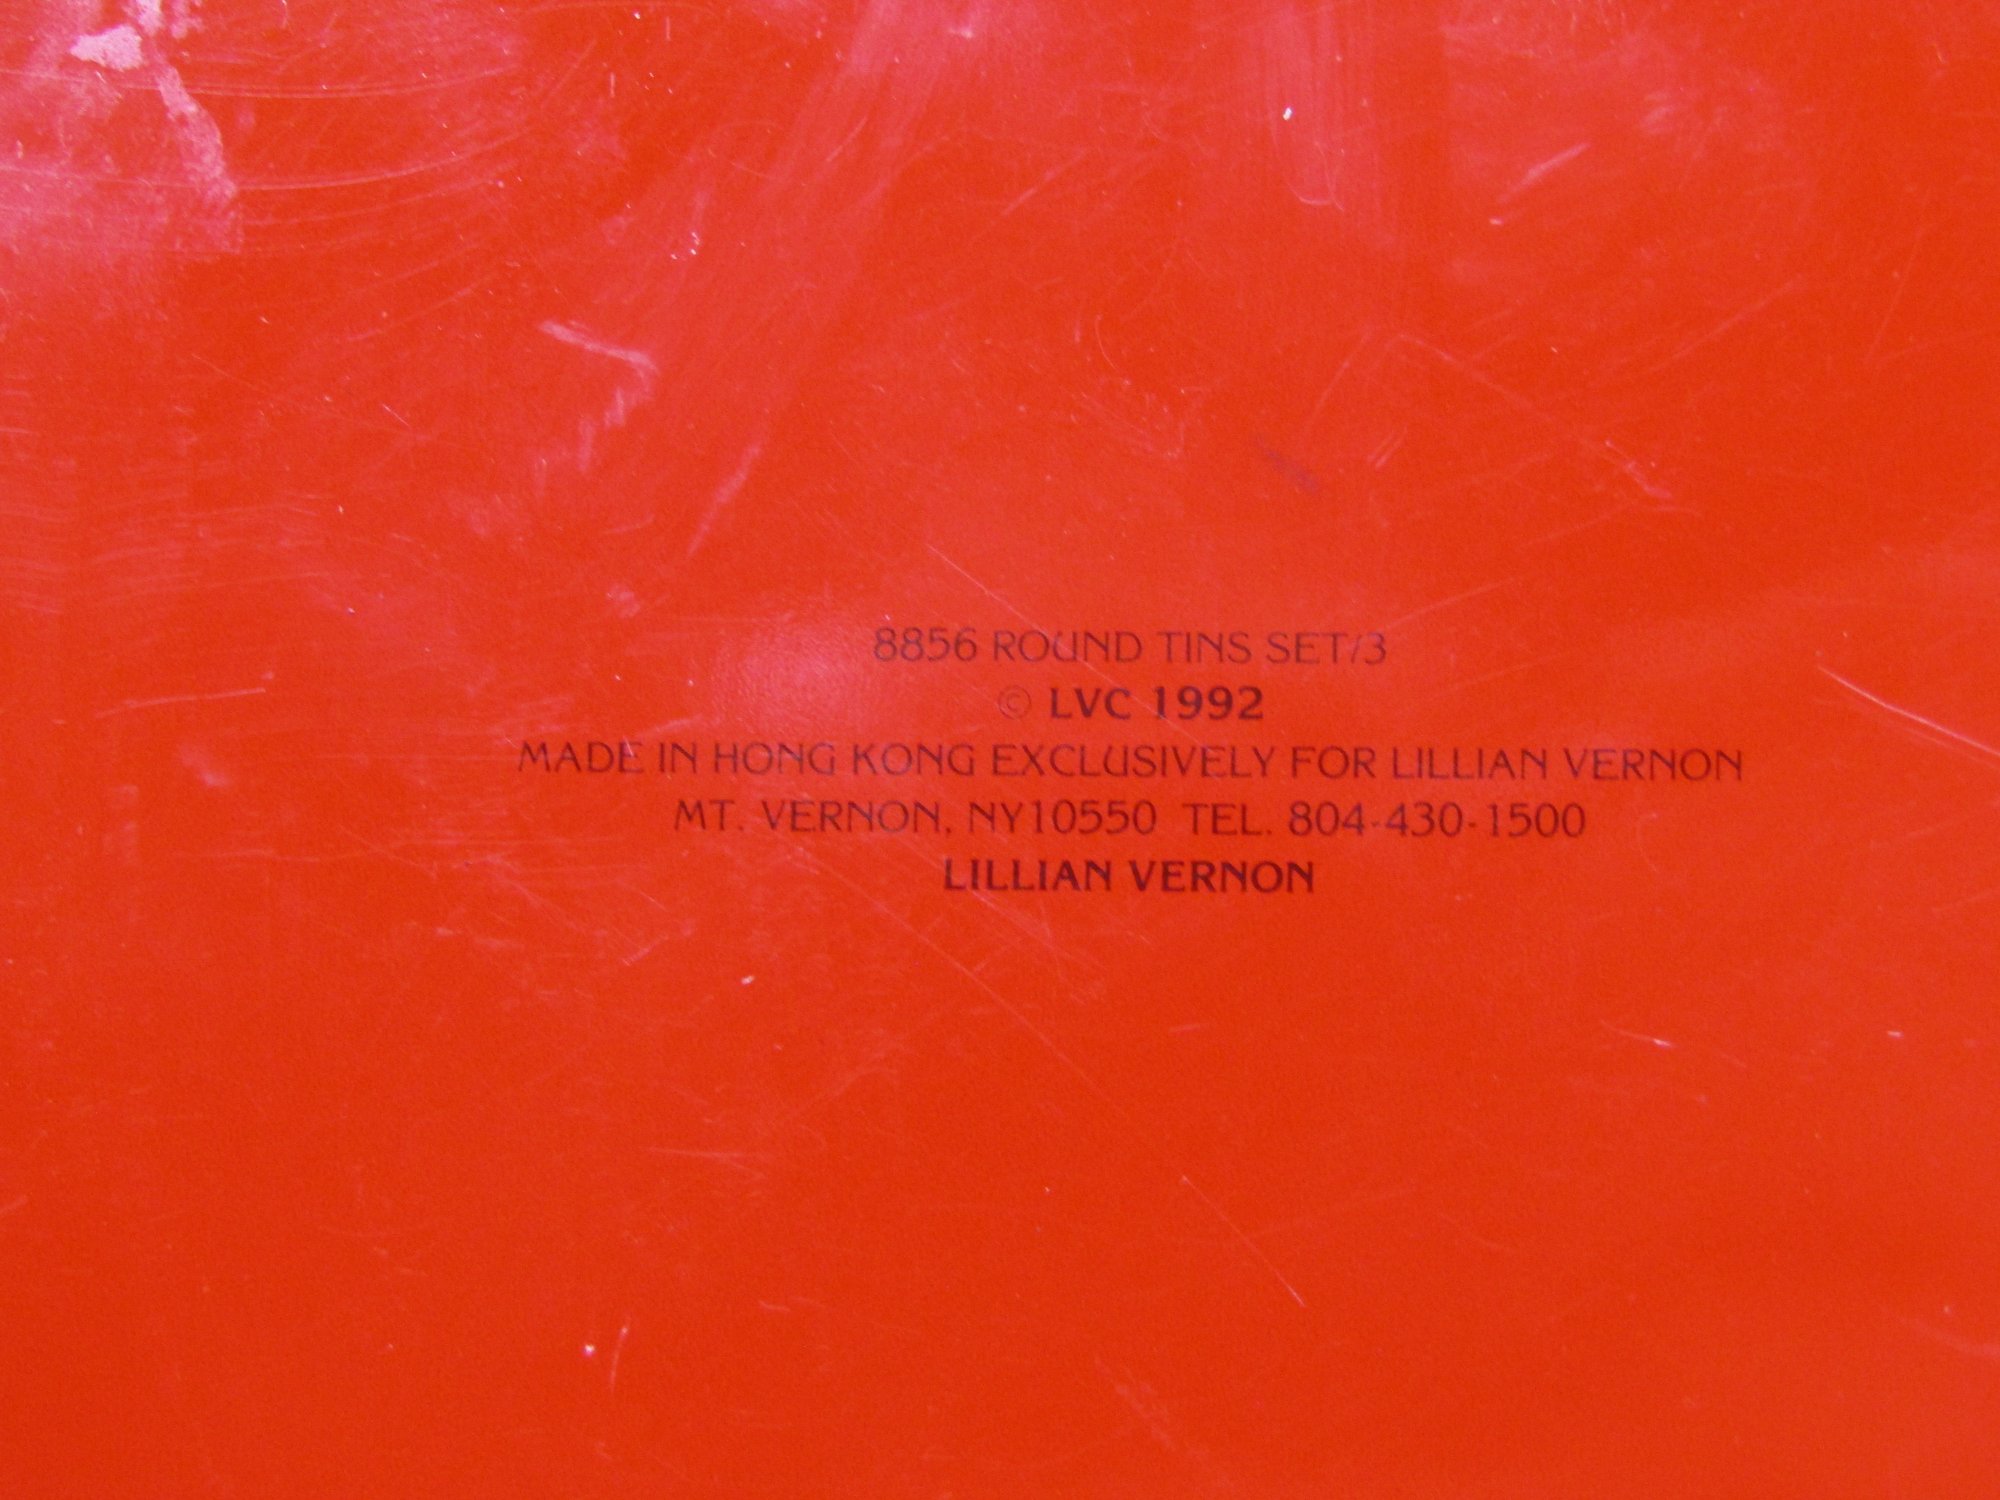 8856 ROUND TINS SET/3
© LVC 1992
MADE IN HONG KONG EXCLUSIVELY FOR LILLIAN VERNON
MT. VERNON, NY10550 TEL. 804-430-1500
LILLIAN VERNON